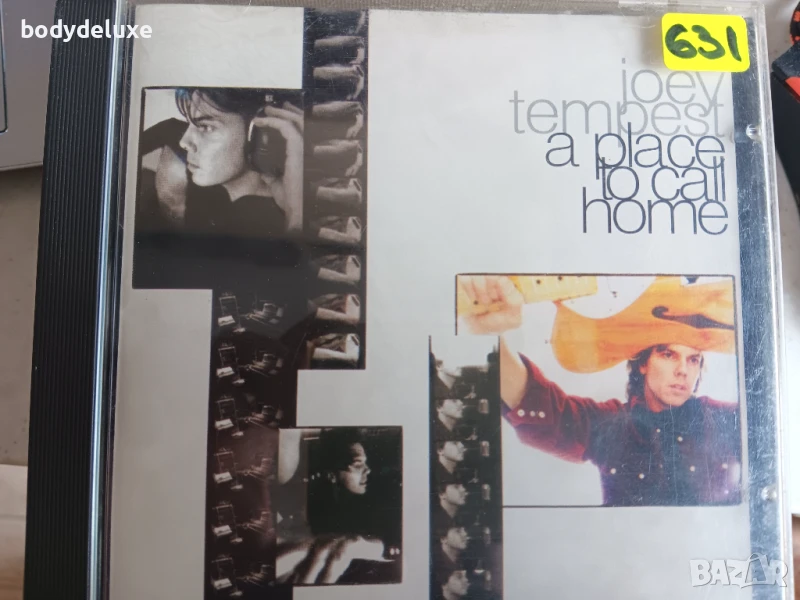 bodydeluxe
631
joey
tempest
a place
to call
home
BAZAR